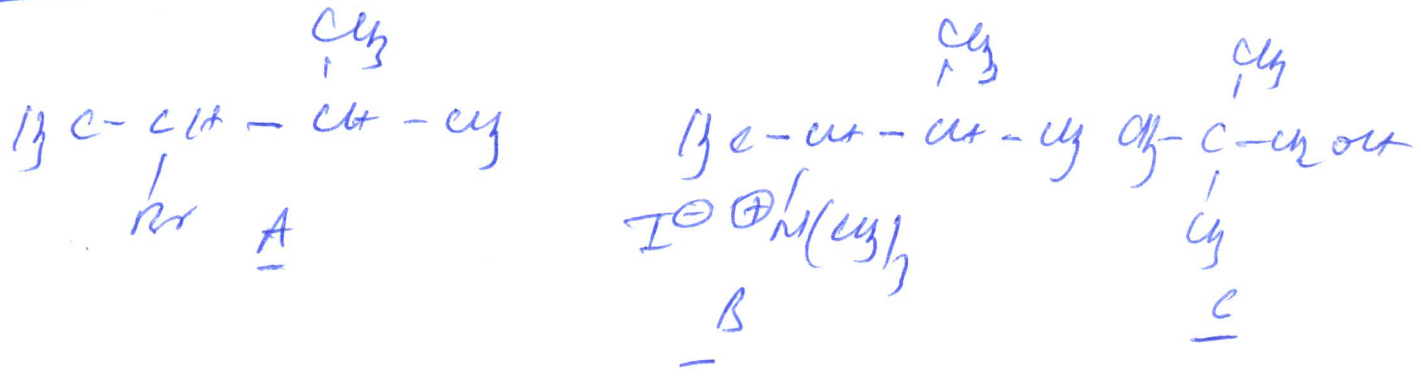 CH3 CH3 CH3
H3C-CH-CH-CH3 H3C-CH-CH-CH3 CH3-C-CH2OH
Br I⊖ ⊕N(CH3)3 CH3
A B C